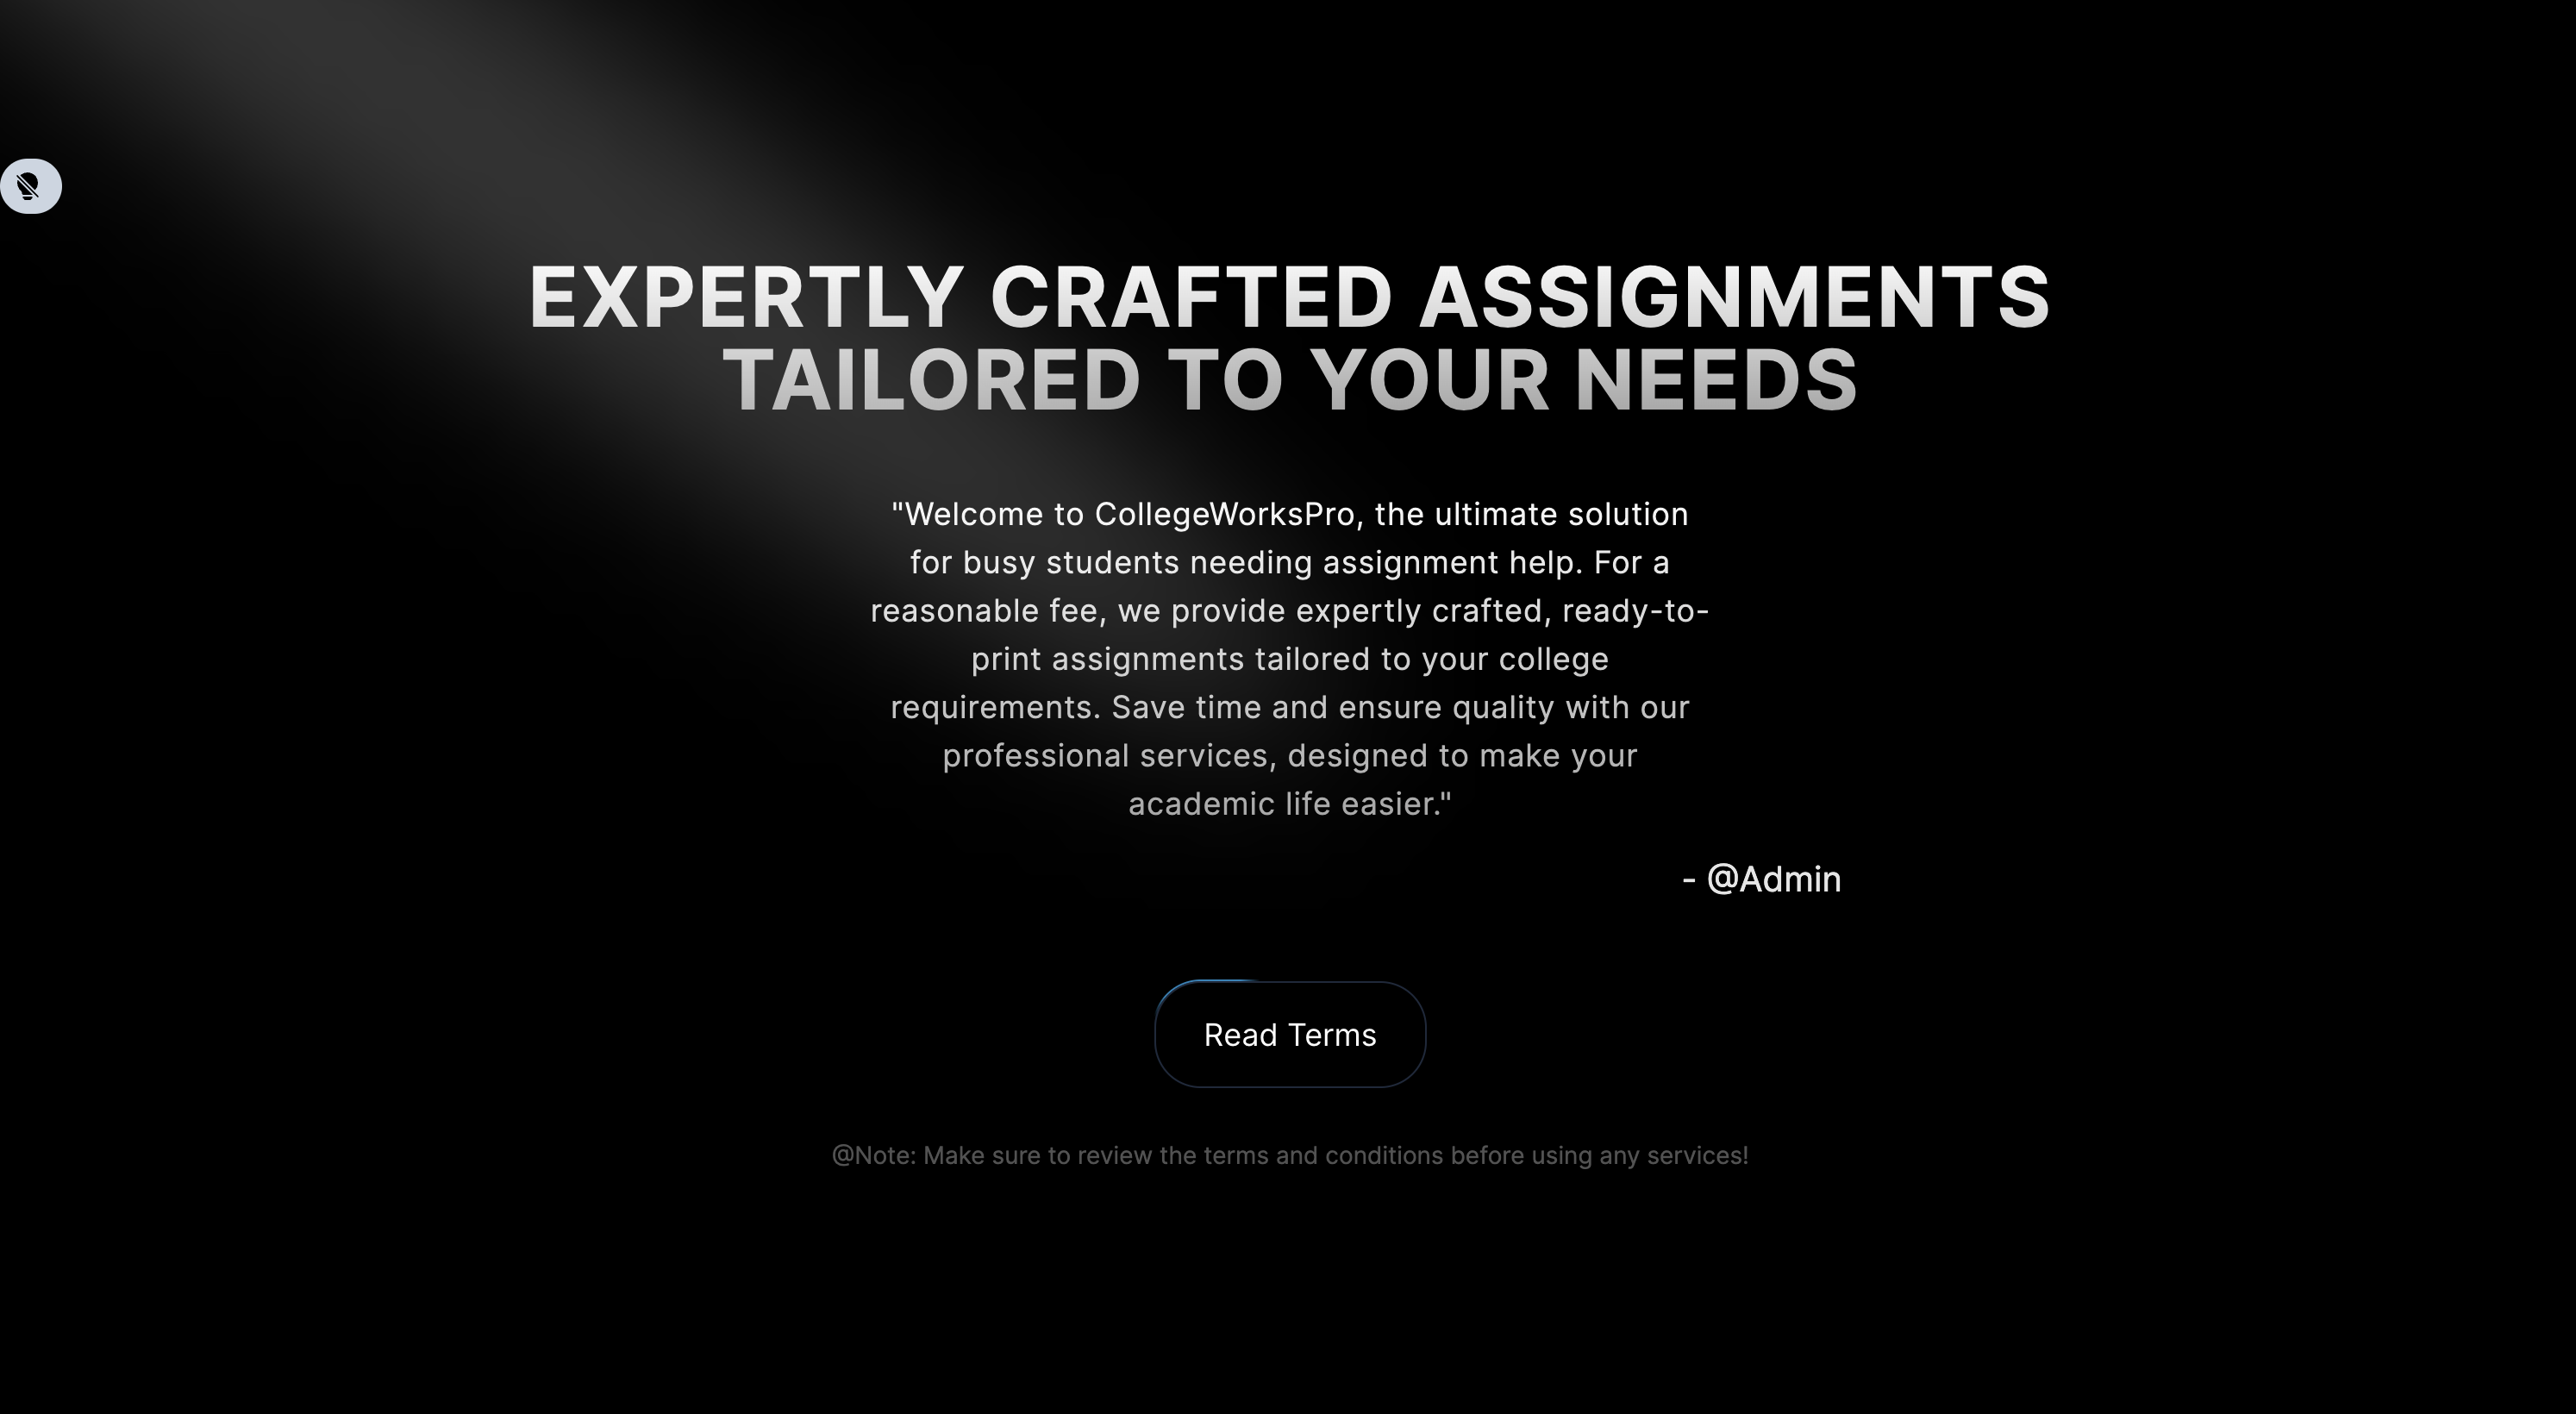 EXPERTLY CRAFTED ASSIGNMENTS
TAILORED TO YOUR NEEDS
"Welcome to CollegeWorksPro, the ultimate solution
for busy students needing assignment help. For a
reasonable fee, we provide expertly crafted, ready-to-
print assignments tailored to your college
requirements. Save time and ensure quality with our
professional services, designed to make your
academic life easier."
- @Admin
Read Terms
@Note: Make sure to review the terms and conditions before using any services!